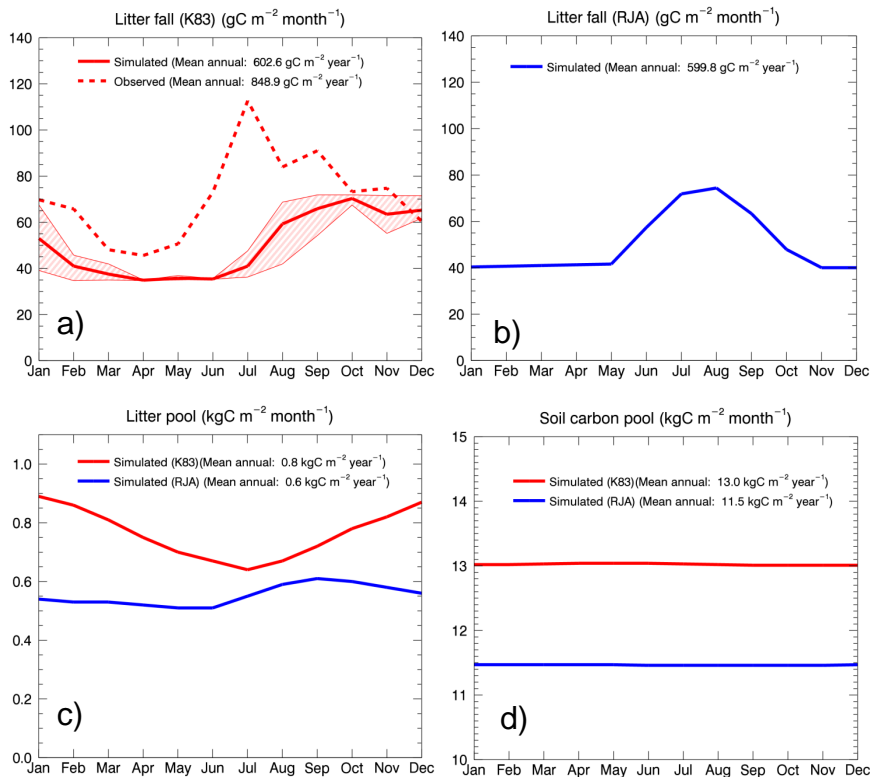 Litter fall (K83) (gC m⁻² month⁻¹)
140
120
100
80
60
40
20
0
Simulated (Mean annual: 602.6 gC m⁻² year⁻¹)
Observed (Mean annual: 848.9 gC m⁻² year⁻¹)
a)
Jan Feb Mar Apr May Jun Jul Aug Sep Oct Nov Dec
Litter fall (RJA) (gC m⁻² month⁻¹)
140
120
100
80
60
40
20
0
Simulated (Mean annual: 599.8 gC m⁻² year⁻¹)
b)
Jan Feb Mar Apr May Jun Jul Aug Sep Oct Nov Dec
Litter pool (kgC m⁻² month⁻¹)
1.0
0.8
0.6
0.4
0.2
0.0
Simulated (K83)(Mean annual: 0.8 kgC m⁻² year⁻¹)
Simulated (RJA) (Mean annual: 0.6 kgC m⁻² year⁻¹)
c)
Jan Feb Mar Apr May Jun Jul Aug Sep Oct Nov Dec
Soil carbon pool (kgC m⁻² month⁻¹)
15
14
13
12
11
10
Simulated (K83) (Mean annual: 13.0 kgC m⁻² year⁻¹)
Simulated (RJA) (Mean annual: 11.5 kgC m⁻² year⁻¹)
d)
Jan Feb Mar Apr May Jun Jul Aug Sep Oct Nov Dec